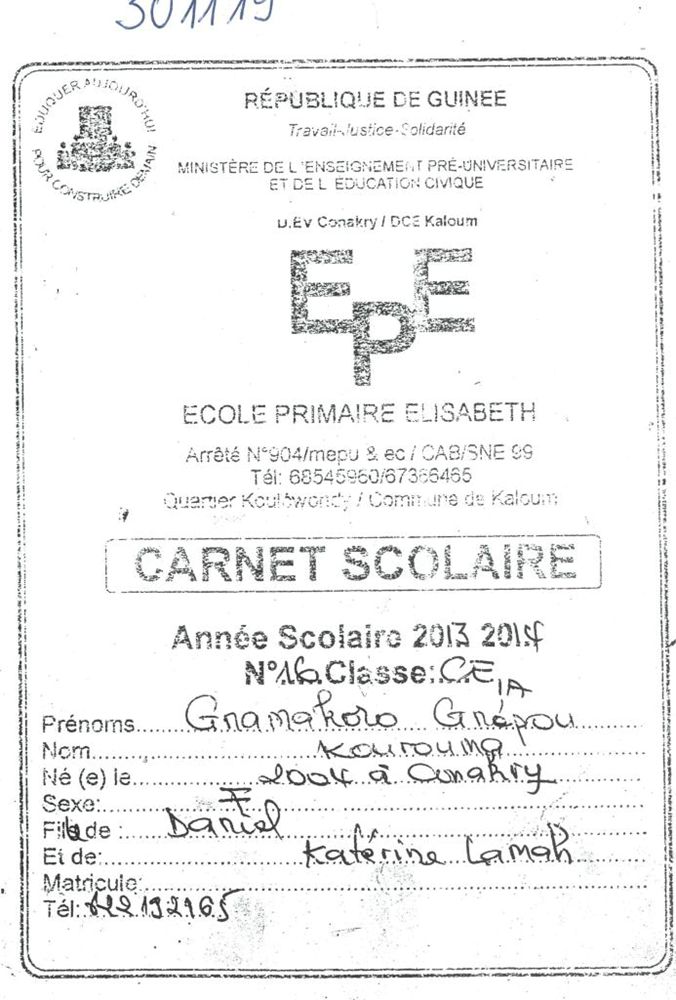 301119
EDUQUER AUJOURD'HUI
POUR CONSTRUIRE DEMAIN
RÉPUBLIQUE DE GUINEE
Travail-Justice-Solidarité
MINISTÈRE DE L'ENSEIGNEMENT PRÉ-UNIVERSITAIRE
ET DE L EDUCATION CIVIQUE
D.EV Conakry / DCE Kaloum
EPE
ECOLE PRIMAIRE ELISABETH
Arrêté N°904/mepu & ec / CAB/SNE 99
Tél: 68545960/67366465
Quartier / Commune de Kaloum
CARNET SCOLAIRE
Année Scolaire 2013 2014
N°16 Classe: CE1A
Prénoms Gnamakoro Gnépou
Nom Kourouma
Né (e) le 2004 à Conakry
Sexe: F
Fille de : Daniel
Et de: Katérine Lamah
Matricule:
Tél: